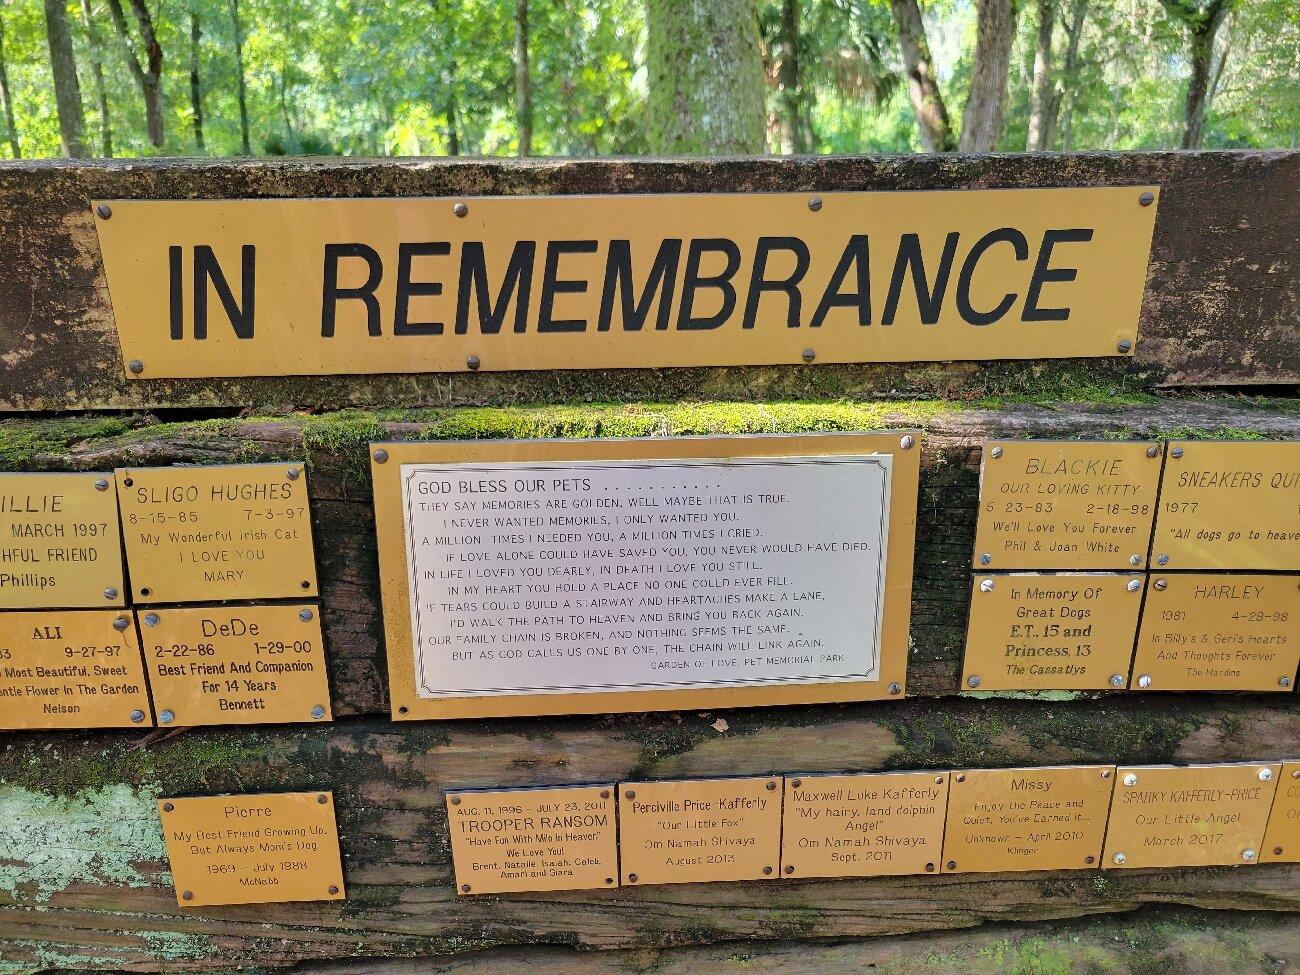 IN REMEMBRANCE
ILLIE
MARCH 1997
HFUL FRIEND
Phillips
SLIGO HUGHES
8-15-85 7-3-97
My Wonderful Irish Cat
I LOVE YOU
MARY
ALI
83 9-27-97
Most Beautiful, Sweet
entle Flower In The Garden
Nelson
DeDe
2-22-86 1-29-00
Best Friend And Companion
For 14 Years
Bennett
GOD BLESS OUR PETS . . . . . . . . . . .
THEY SAY MEMORIES ARE GOLDEN, WELL MAYBE THAT IS TRUE.
I NEVER WANTED MEMORIES, I ONLY WANTED YOU.
A MILLION TIMES I NEEDED YOU, A MILLION TIMES I CRIED.
IF LOVE ALONE COULD HAVE SAVED YOU, YOU NEVER WOULD HAVE DIED.
IN LIFE I LOVED YOU DEARLY, IN DEATH I LOVE YOU STILL.
IN MY HEART YOU HOLD A PLACE NO ONE COULD EVER FILL.
IF TEARS COULD BUILD A STAIRWAY AND HEARTACHES MAKE A LANE,
I'D WALK THE PATH TO HEAVEN AND BRING YOU BACK AGAIN.
OUR FAMILY CHAIN IS BROKEN, AND NOTHING SEEMS THE SAME.
BUT AS GOD CALLS US ONE BY ONE, THE CHAIN WILL LINK AGAIN.
GARDEN OF LOVE, PET MEMORIAL PARK
BLACKIE
OUR LOVING KITTY
5 23-83 2-18-98
We'll Love You Forever
Phil & Joan White
SNEAKERS QUI
1977 1
"All dogs go to heave
In Memory Of
Great Dogs
E.T., 15 and
Princess, 13
The Cassatlys
HARLEY
1981 4-28-98
In Billy's & Geri's Hearts
And Thoughts Forever
The Hardins
Pierre
My Best Friend Growing Up,
But Always Mom's Dog
1969 - July 1988
McNabb
AUG. 11, 1996 - JULY 23, 2011
TROOPER RANSOM
"Have Fun With Milo In Heaven"
We Love You!
Brent, Natalie, Isaiah, Caleb,
Amari and Siara
Perciville Price-Kafferly
"Our Little Fox"
Om Namah Shivaya
August 2013
Maxwell Luke Kafferly
"My hairy, land dolphin
Angel"
Om Namah Shivaya
Sept. 2011
Missy
Enjoy the Peace and
Quiet, You've Earned it...
Unknown - April 2010
Klinger
SPARKY KAFFERLY-PRICE
Our Little Angel
March 2017